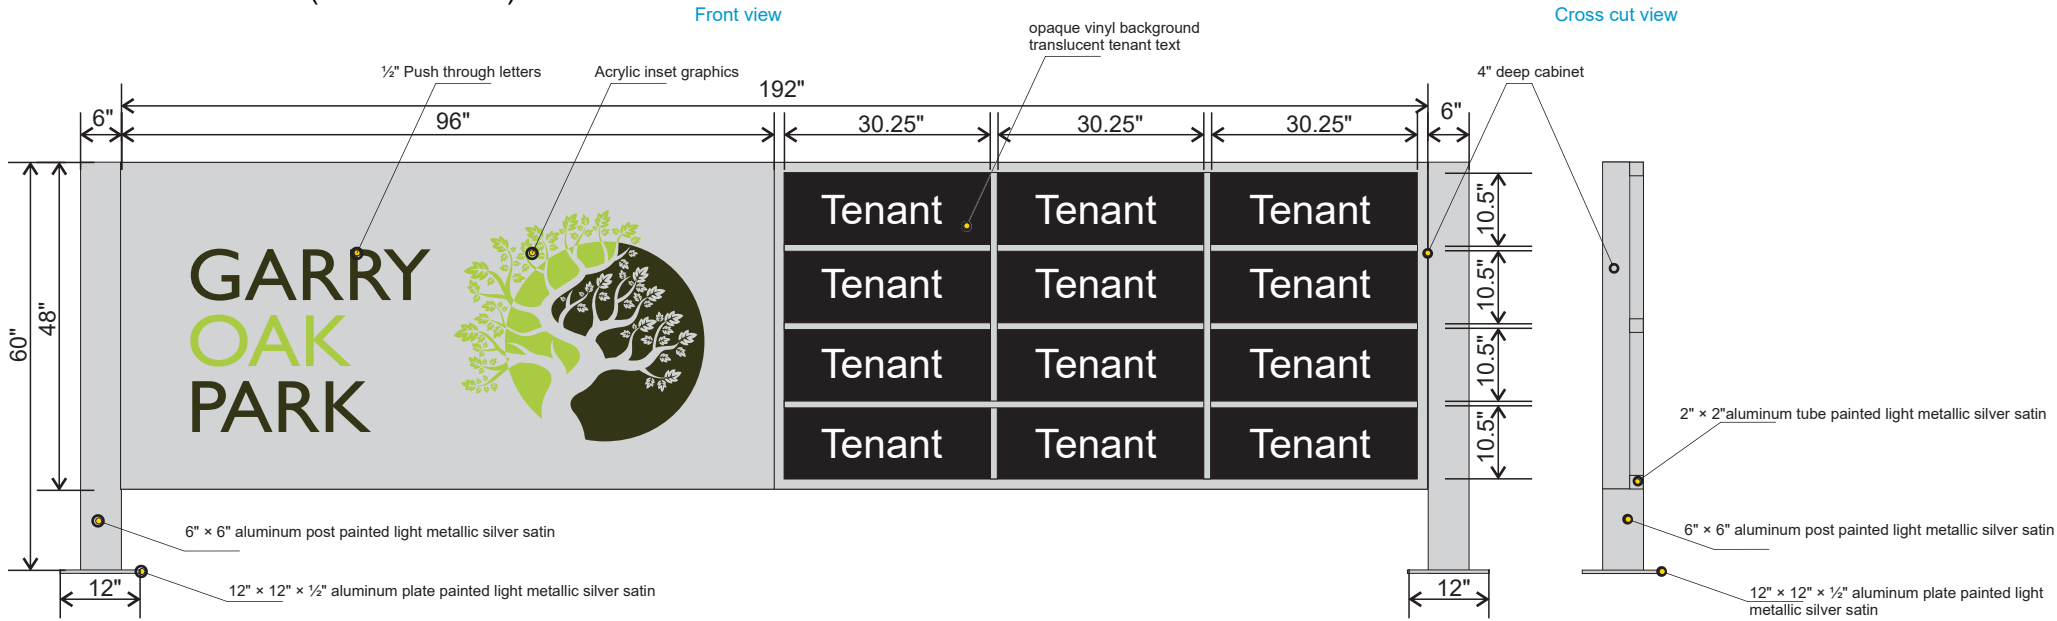 Front view
Cross cut view
opaque vinyl background
translucent tenant text
½" Push through letters
Acrylic inset graphics
4" deep cabinet
192"
6"
96"
30.25"
30.25"
30.25"
6"
60"
48"
GARRY
OAK
PARK
Tenant Tenant Tenant
Tenant Tenant Tenant
Tenant Tenant Tenant
Tenant Tenant Tenant
10.5"
10.5"
10.5"
10.5"
2" × 2"aluminum tube painted light metallic silver satin
6" × 6" aluminum post painted light metallic silver satin
6" × 6" aluminum post painted light metallic silver satin
12"
12" × 12" × ½" aluminum plate painted light metallic silver satin
12"
12" × 12" × ½" aluminum plate painted light
metallic silver satin